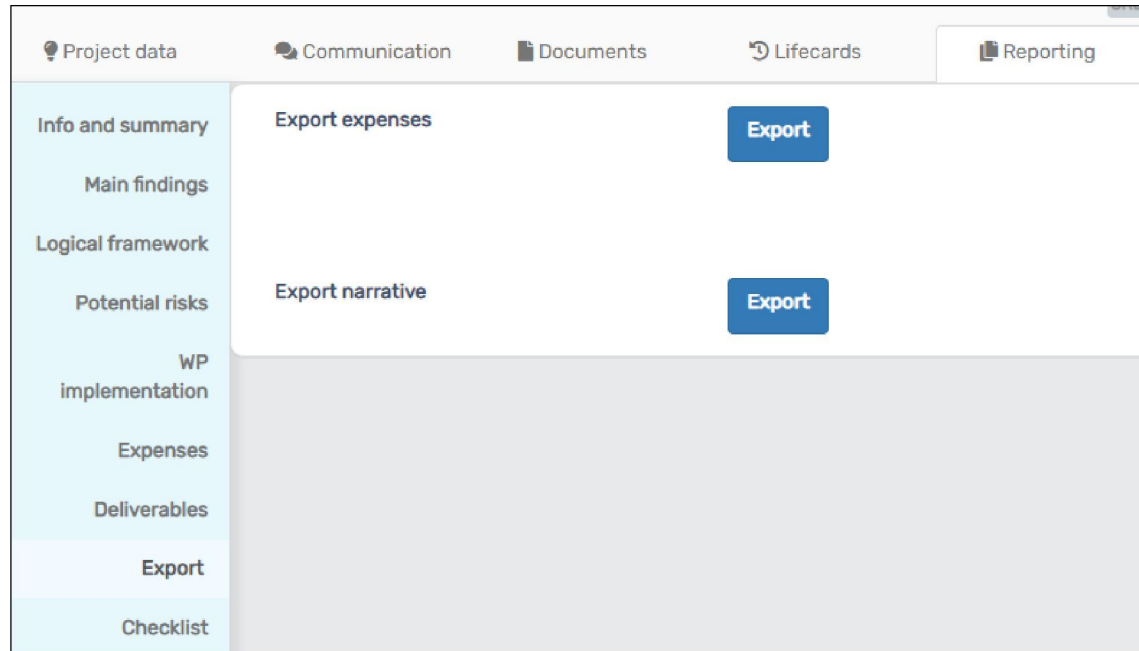 Project data
Communication
Documents
Lifecards
Reporting
Info and summary
Main findings
Logical framework
Potential risks
WP
implementation
Expenses
Deliverables
Export
Checklist
Export expenses
Export
Export narrative
Export